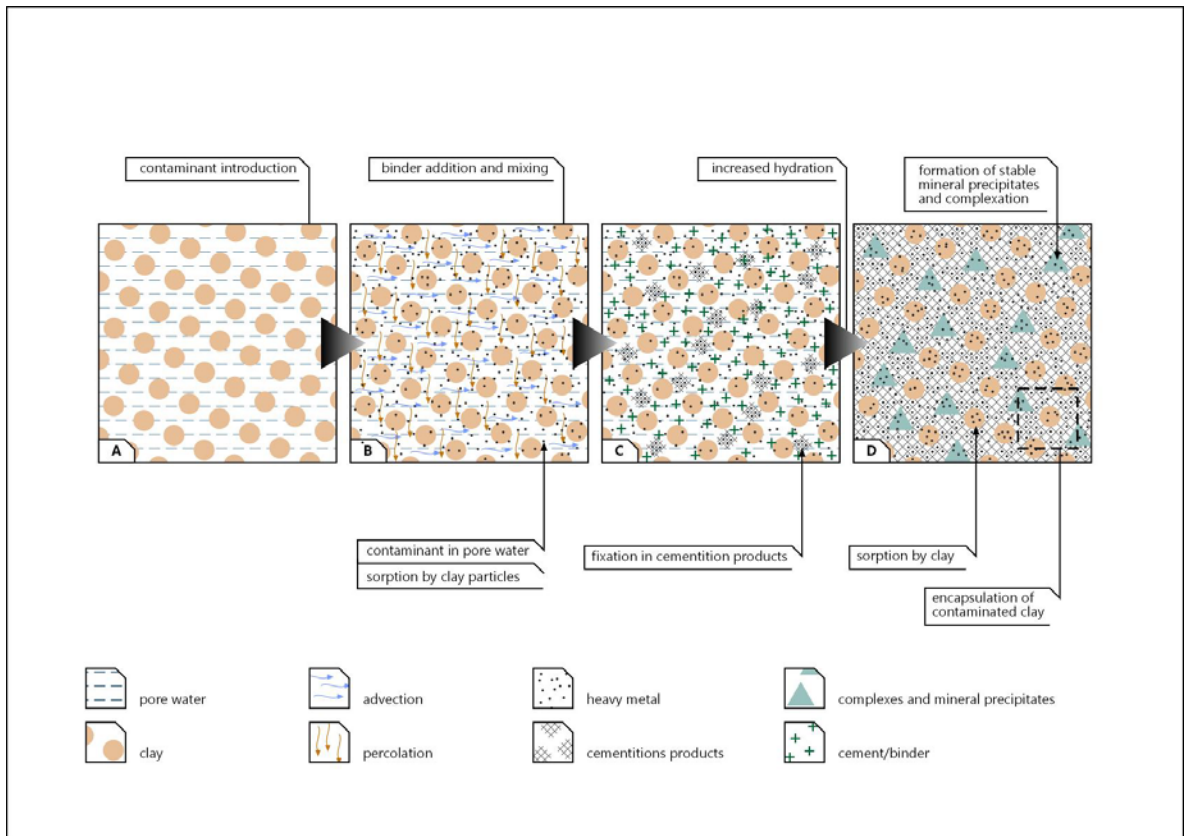 contaminant introduction
binder addition and mixing
increased hydration
formation of stable
mineral precipitates
and complexation
A
B
C
D
contaminant in pore water
sorption by clay particles
fixation in cementition products
sorption by clay
encapsulation of
contaminated clay
pore water
advection
heavy metal
complexes and mineral precipitates
clay
percolation
cementitions products
cement/binder